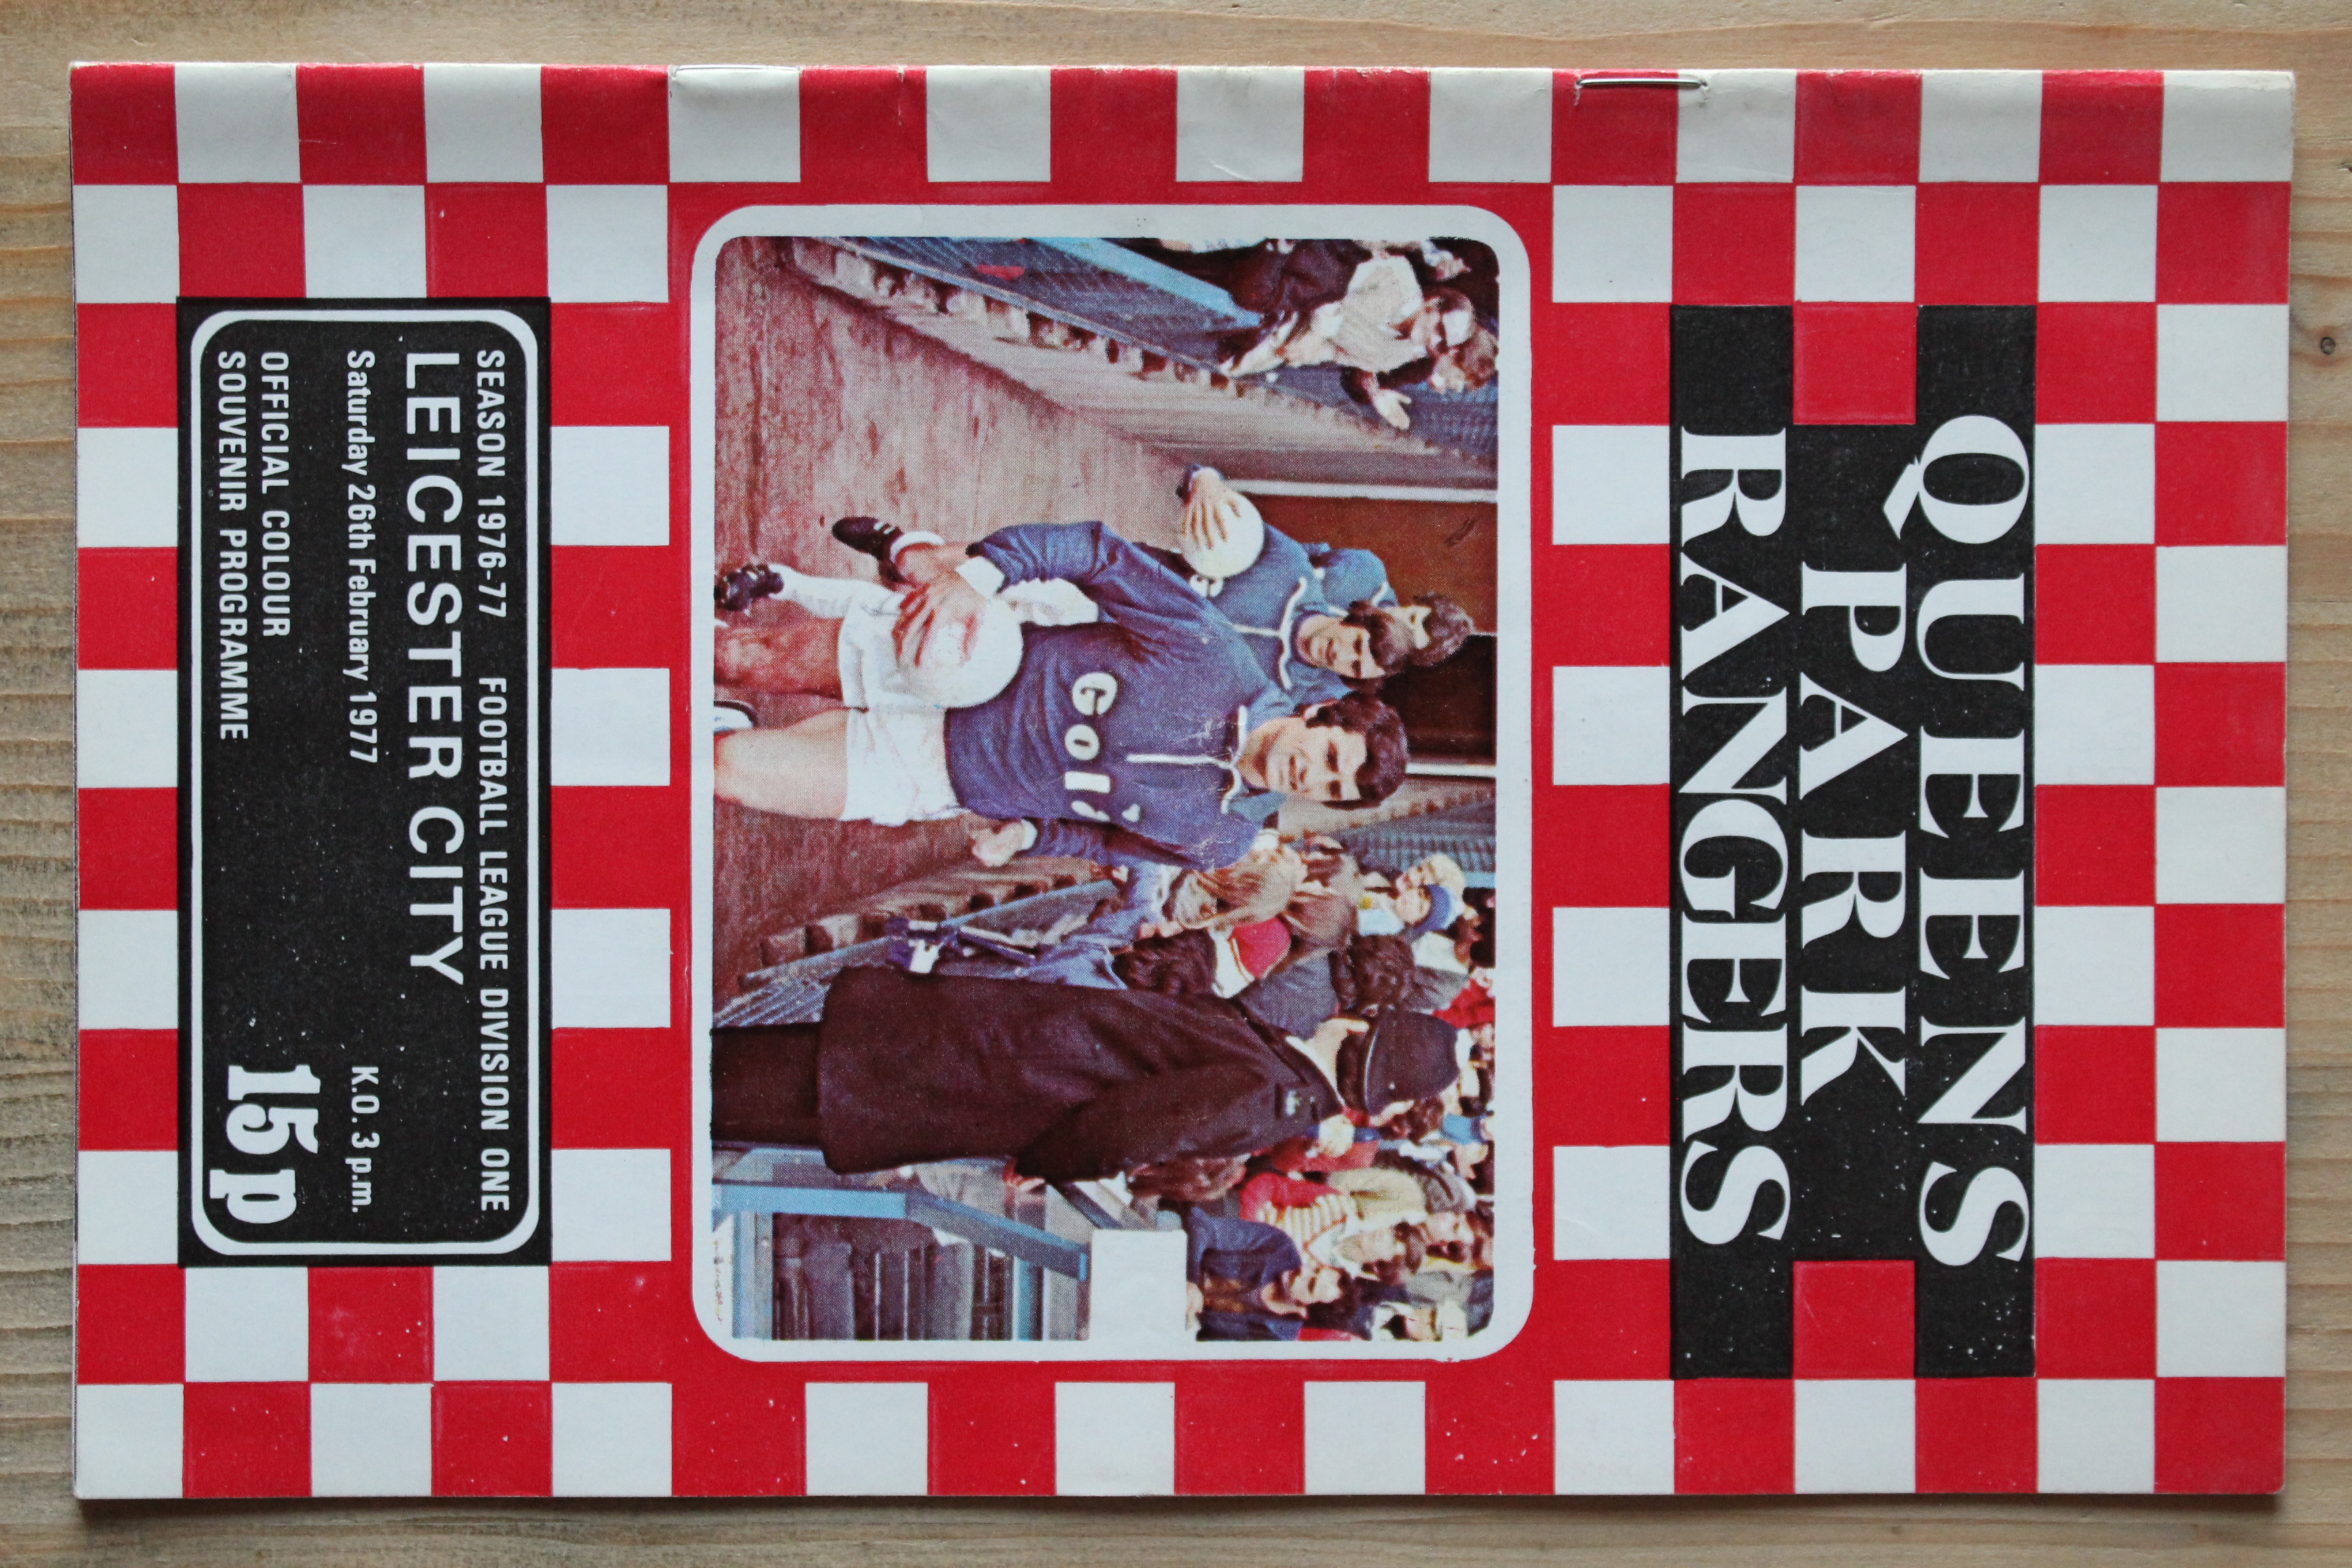 QUEENS
PARK
RANGERS
Gola
SEASON 1976-77 FOOTBALL LEAGUE DIVISION ONE
LEICESTER CITY
Saturday 26th February 1977 K.O. 3 p.m.
OFFICIAL COLOUR
SOUVENIR PROGRAMME
15p